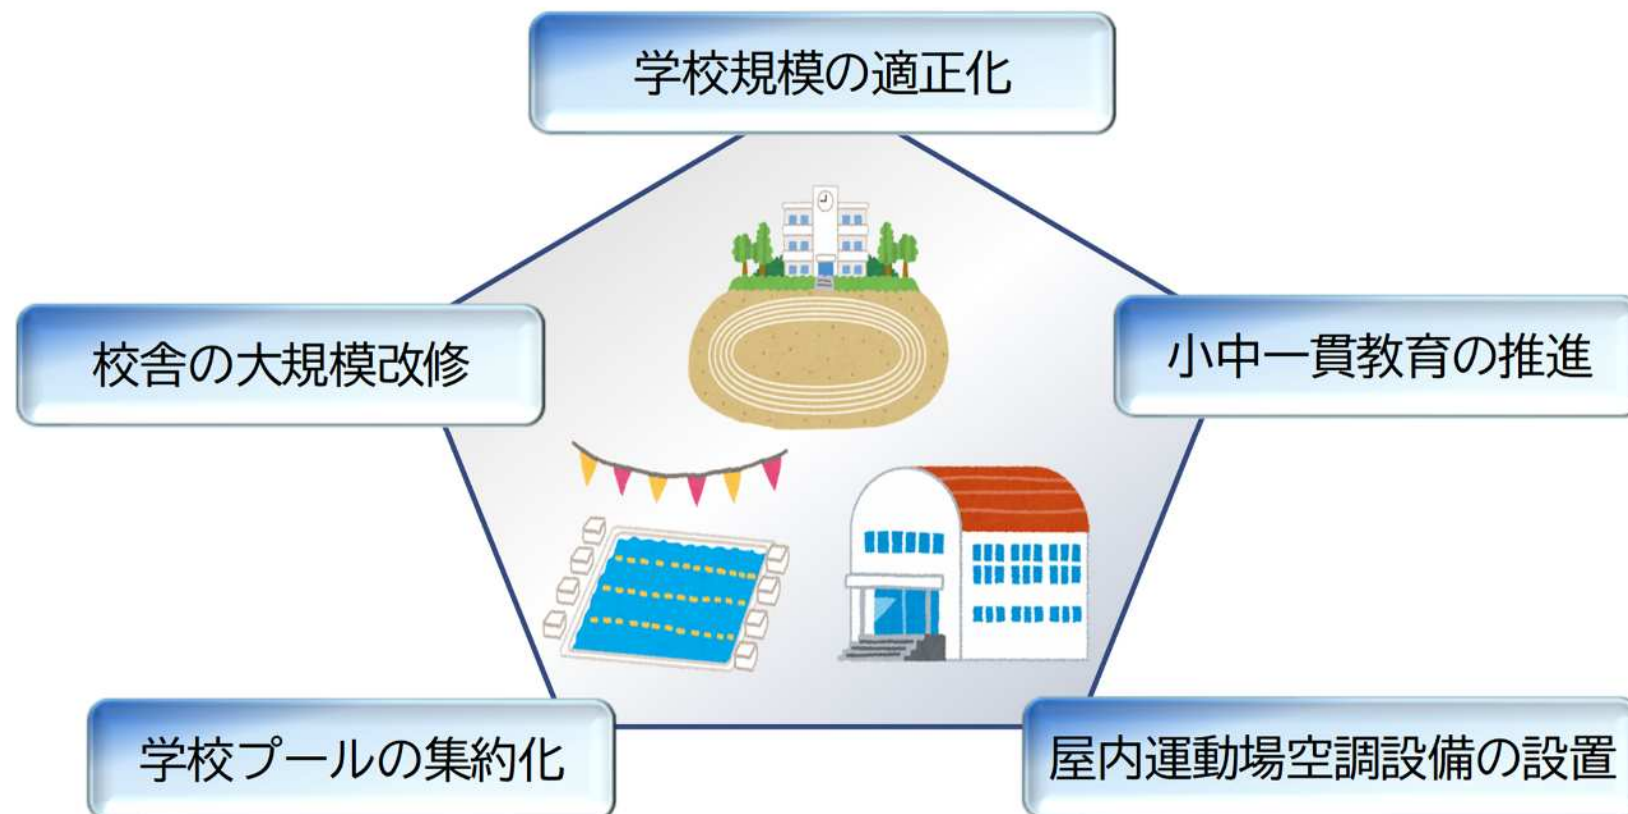 学校規模の適正化
校舎の大規模改修
小中一貫教育の推進
学校プールの集約化
屋内運動場空調設備の設置